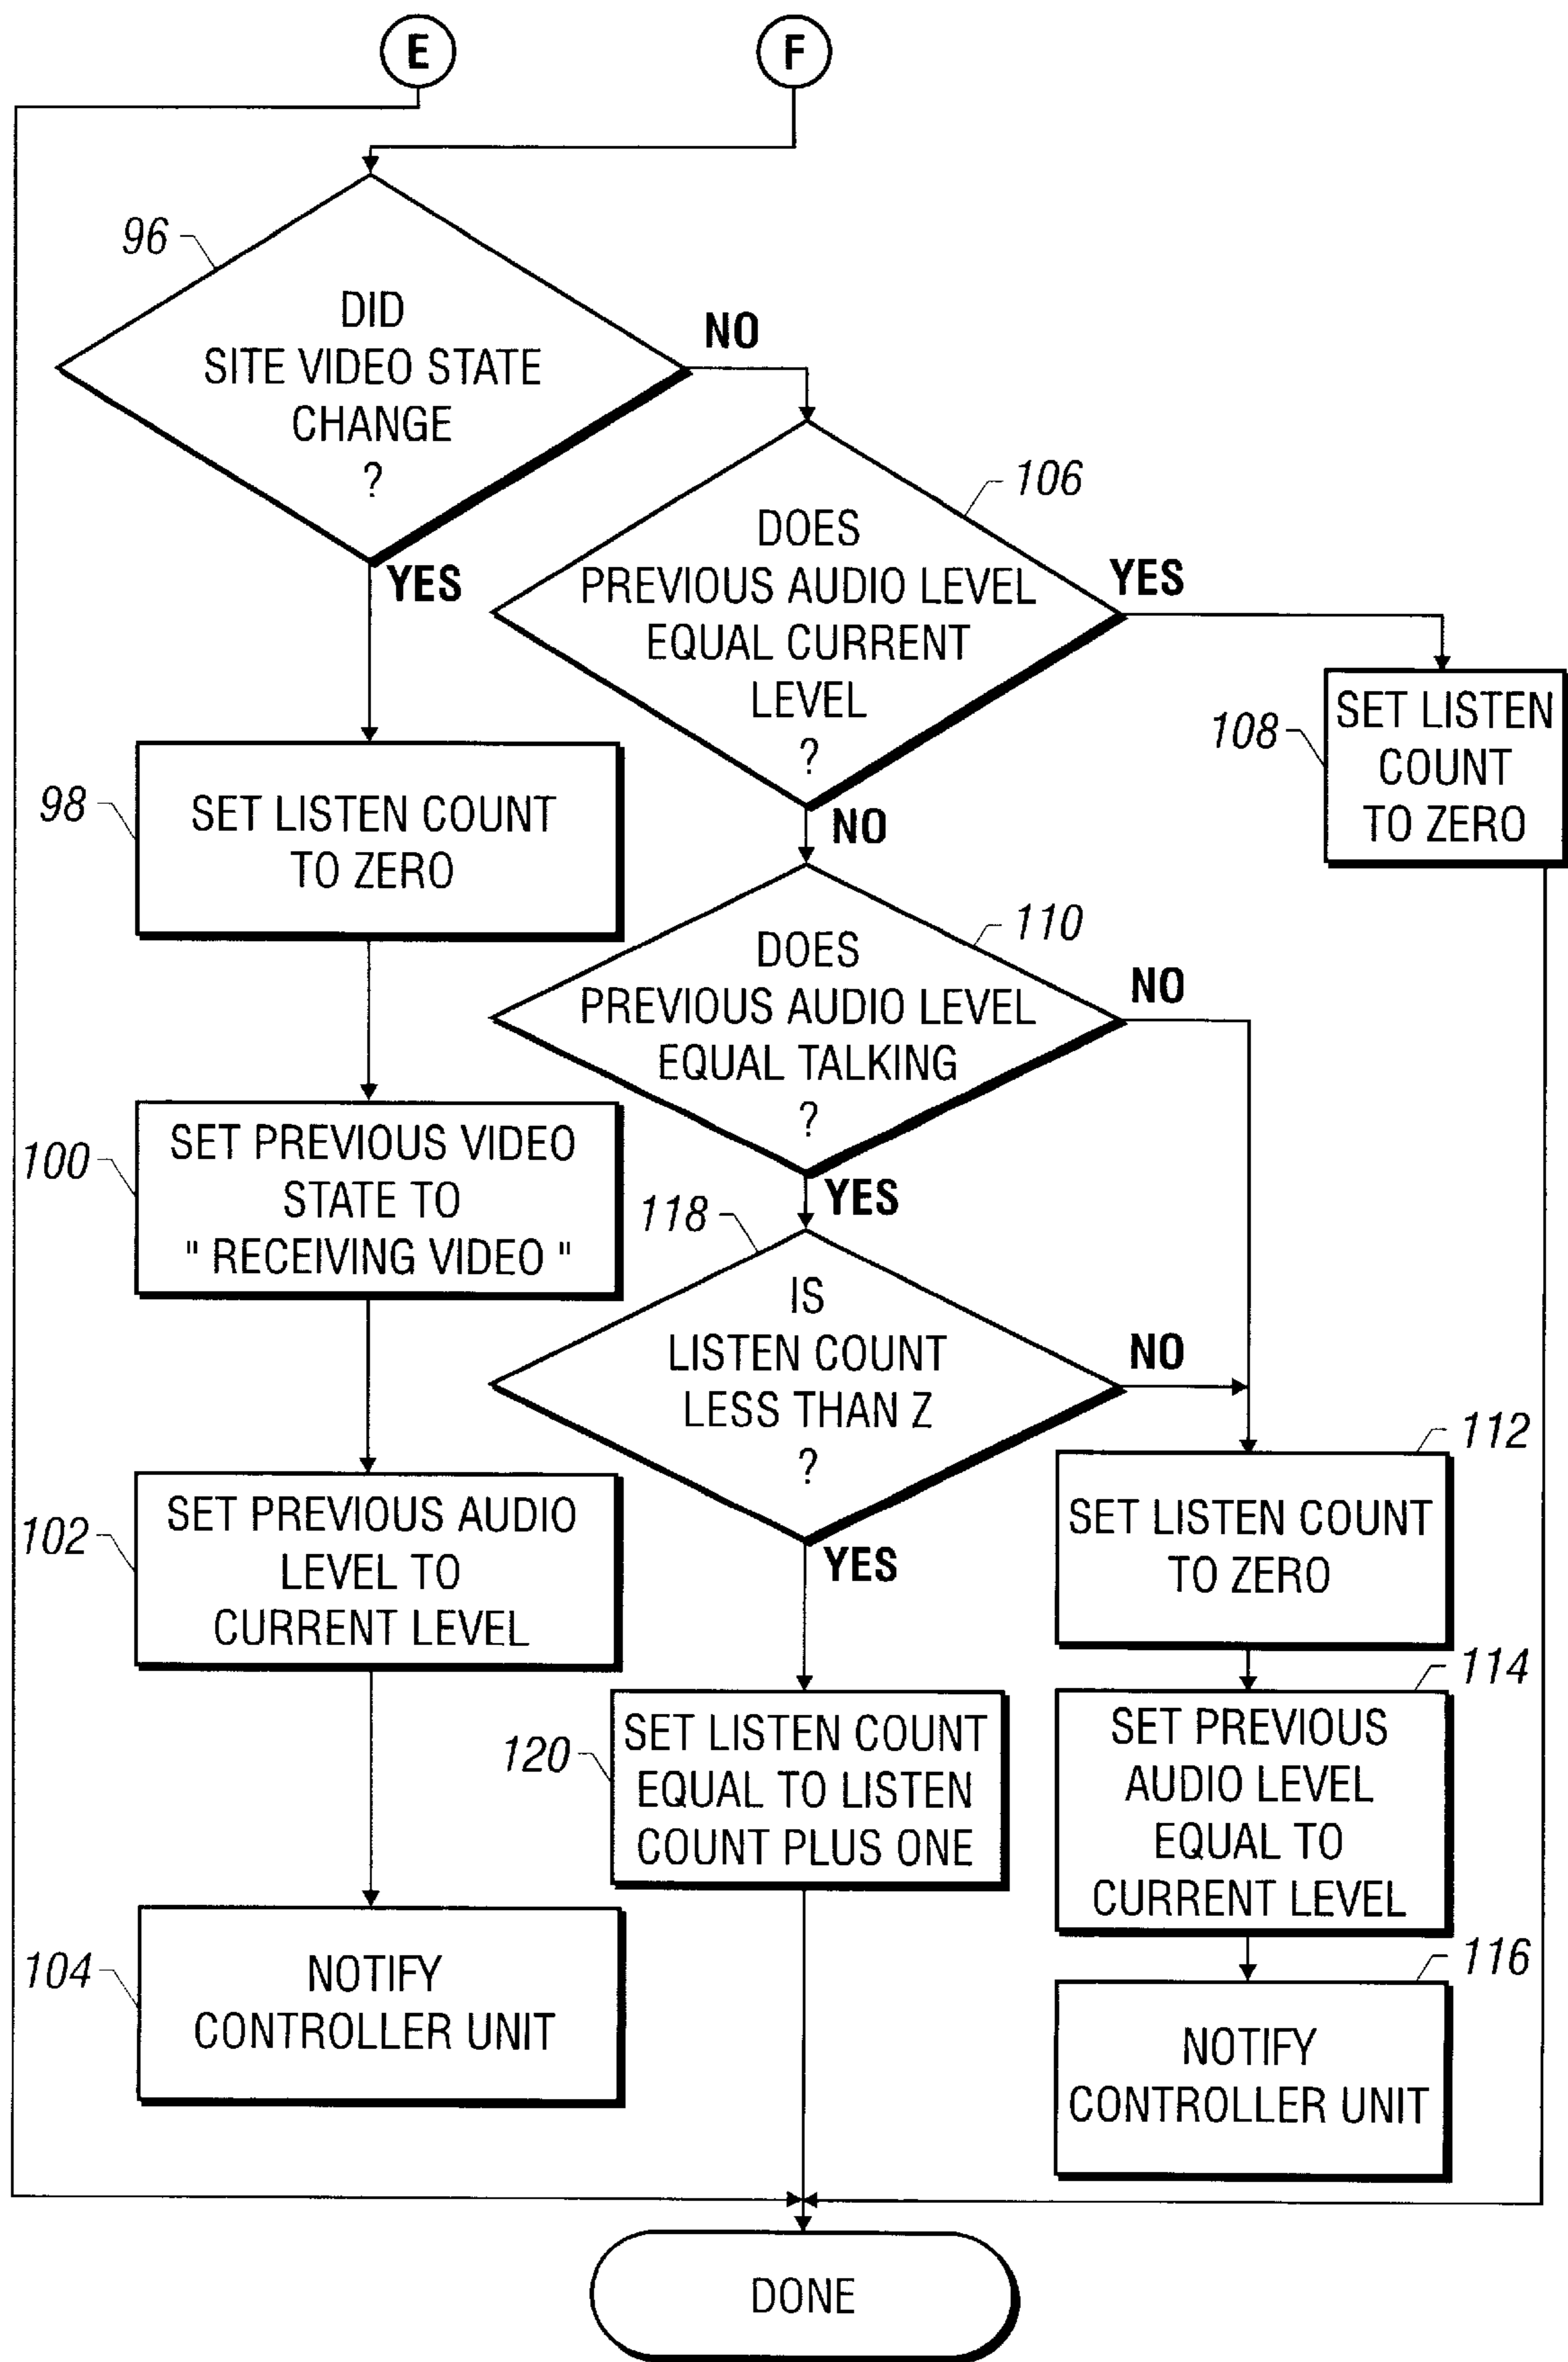 E
F
96
DID
SITE VIDEO STATE
CHANGE
?
NO
YES
106
DOES
PREVIOUS AUDIO LEVEL
EQUAL CURRENT
LEVEL
?
YES
NO
108
SET LISTEN
COUNT
TO ZERO
98
SET LISTEN COUNT
TO ZERO
110
DOES
PREVIOUS AUDIO LEVEL
EQUAL TALKING
?
NO
YES
100
SET PREVIOUS VIDEO
STATE TO
" RECEIVING VIDEO "
118
IS
LISTEN COUNT
LESS THAN Z
?
NO
YES
102
SET PREVIOUS AUDIO
LEVEL TO
CURRENT LEVEL
112
SET LISTEN COUNT
TO ZERO
120
SET LISTEN COUNT
EQUAL TO LISTEN
COUNT PLUS ONE
114
SET PREVIOUS
AUDIO LEVEL
EQUAL TO
CURRENT LEVEL
104
NOTIFY
CONTROLLER UNIT
116
NOTIFY
CONTROLLER UNIT
DONE